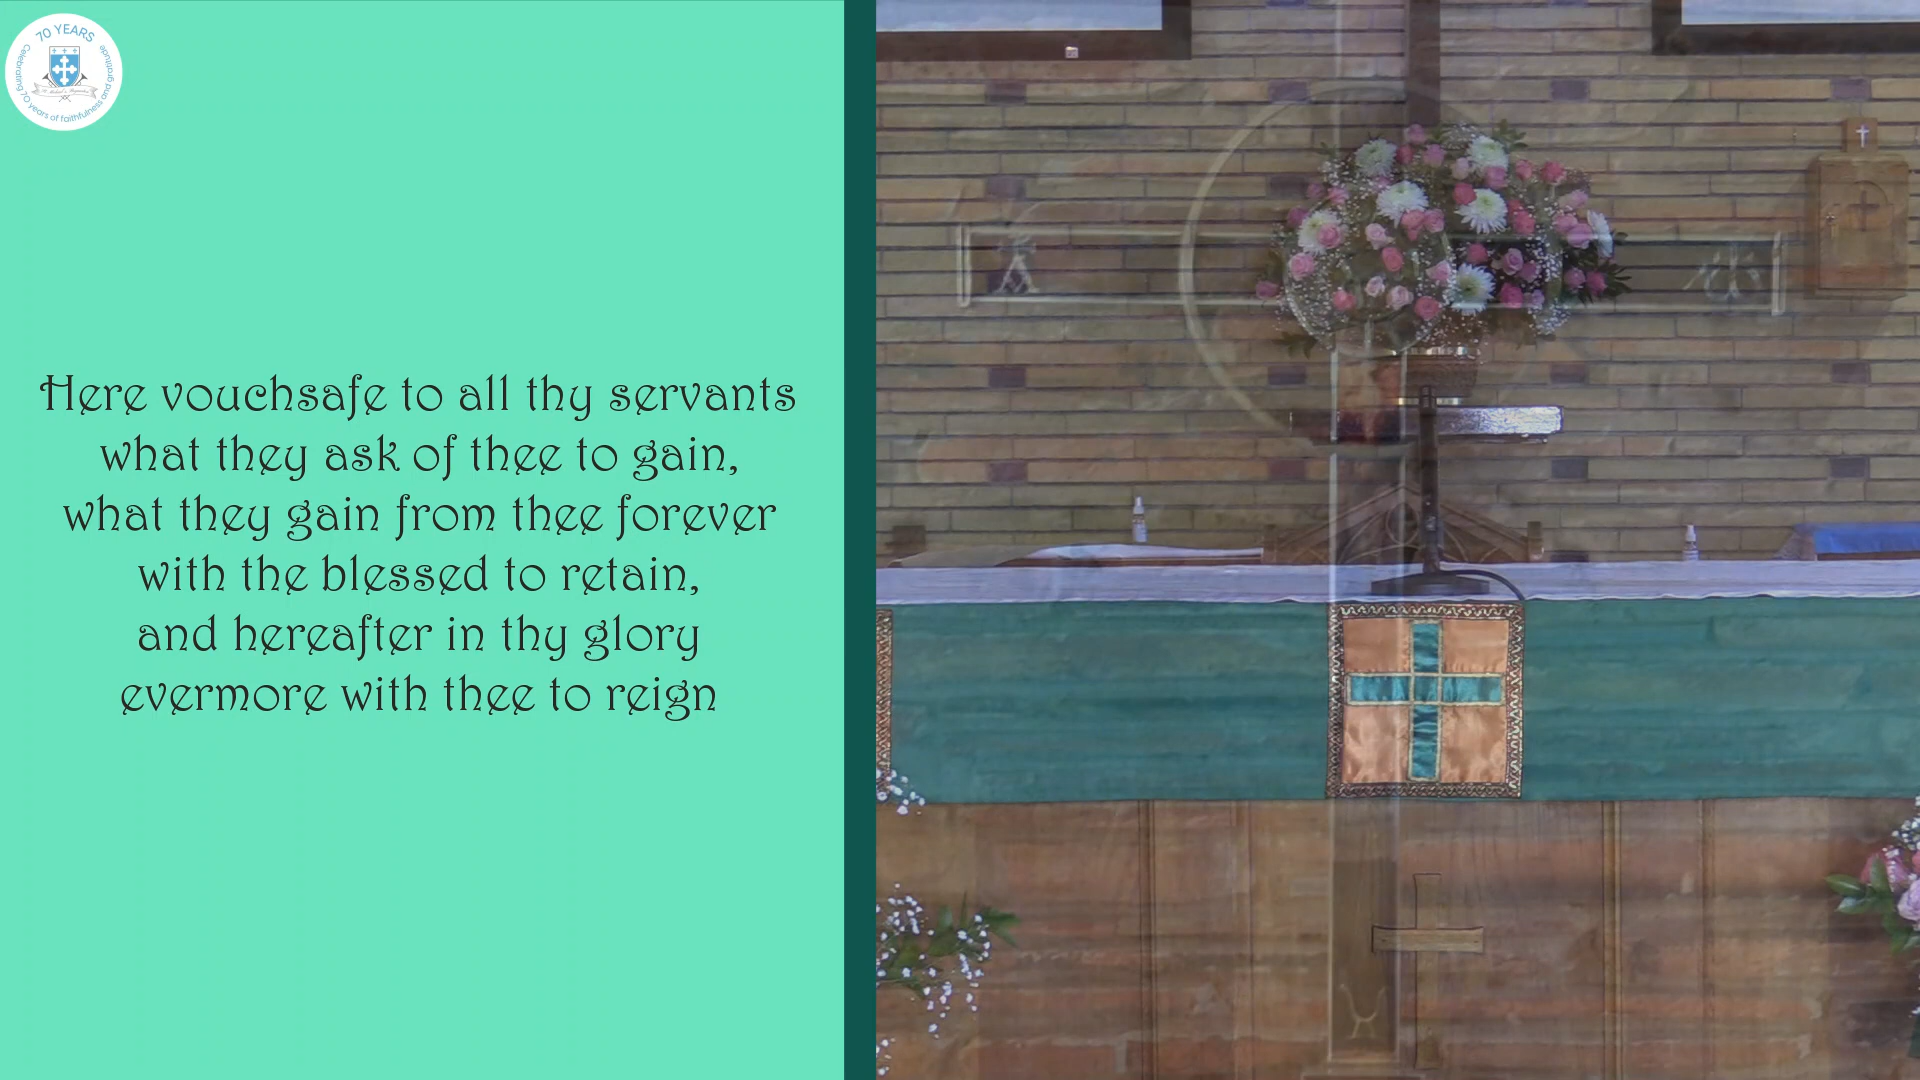 70 YEARS
Celebrating 70 years of faithfulness and gratitude
Here vouchsafe to all thy servants
what they ask of thee to gain,
what they gain from thee forever
with the blessed to retain,
and hereafter in thy glory
evermore with thee to reign